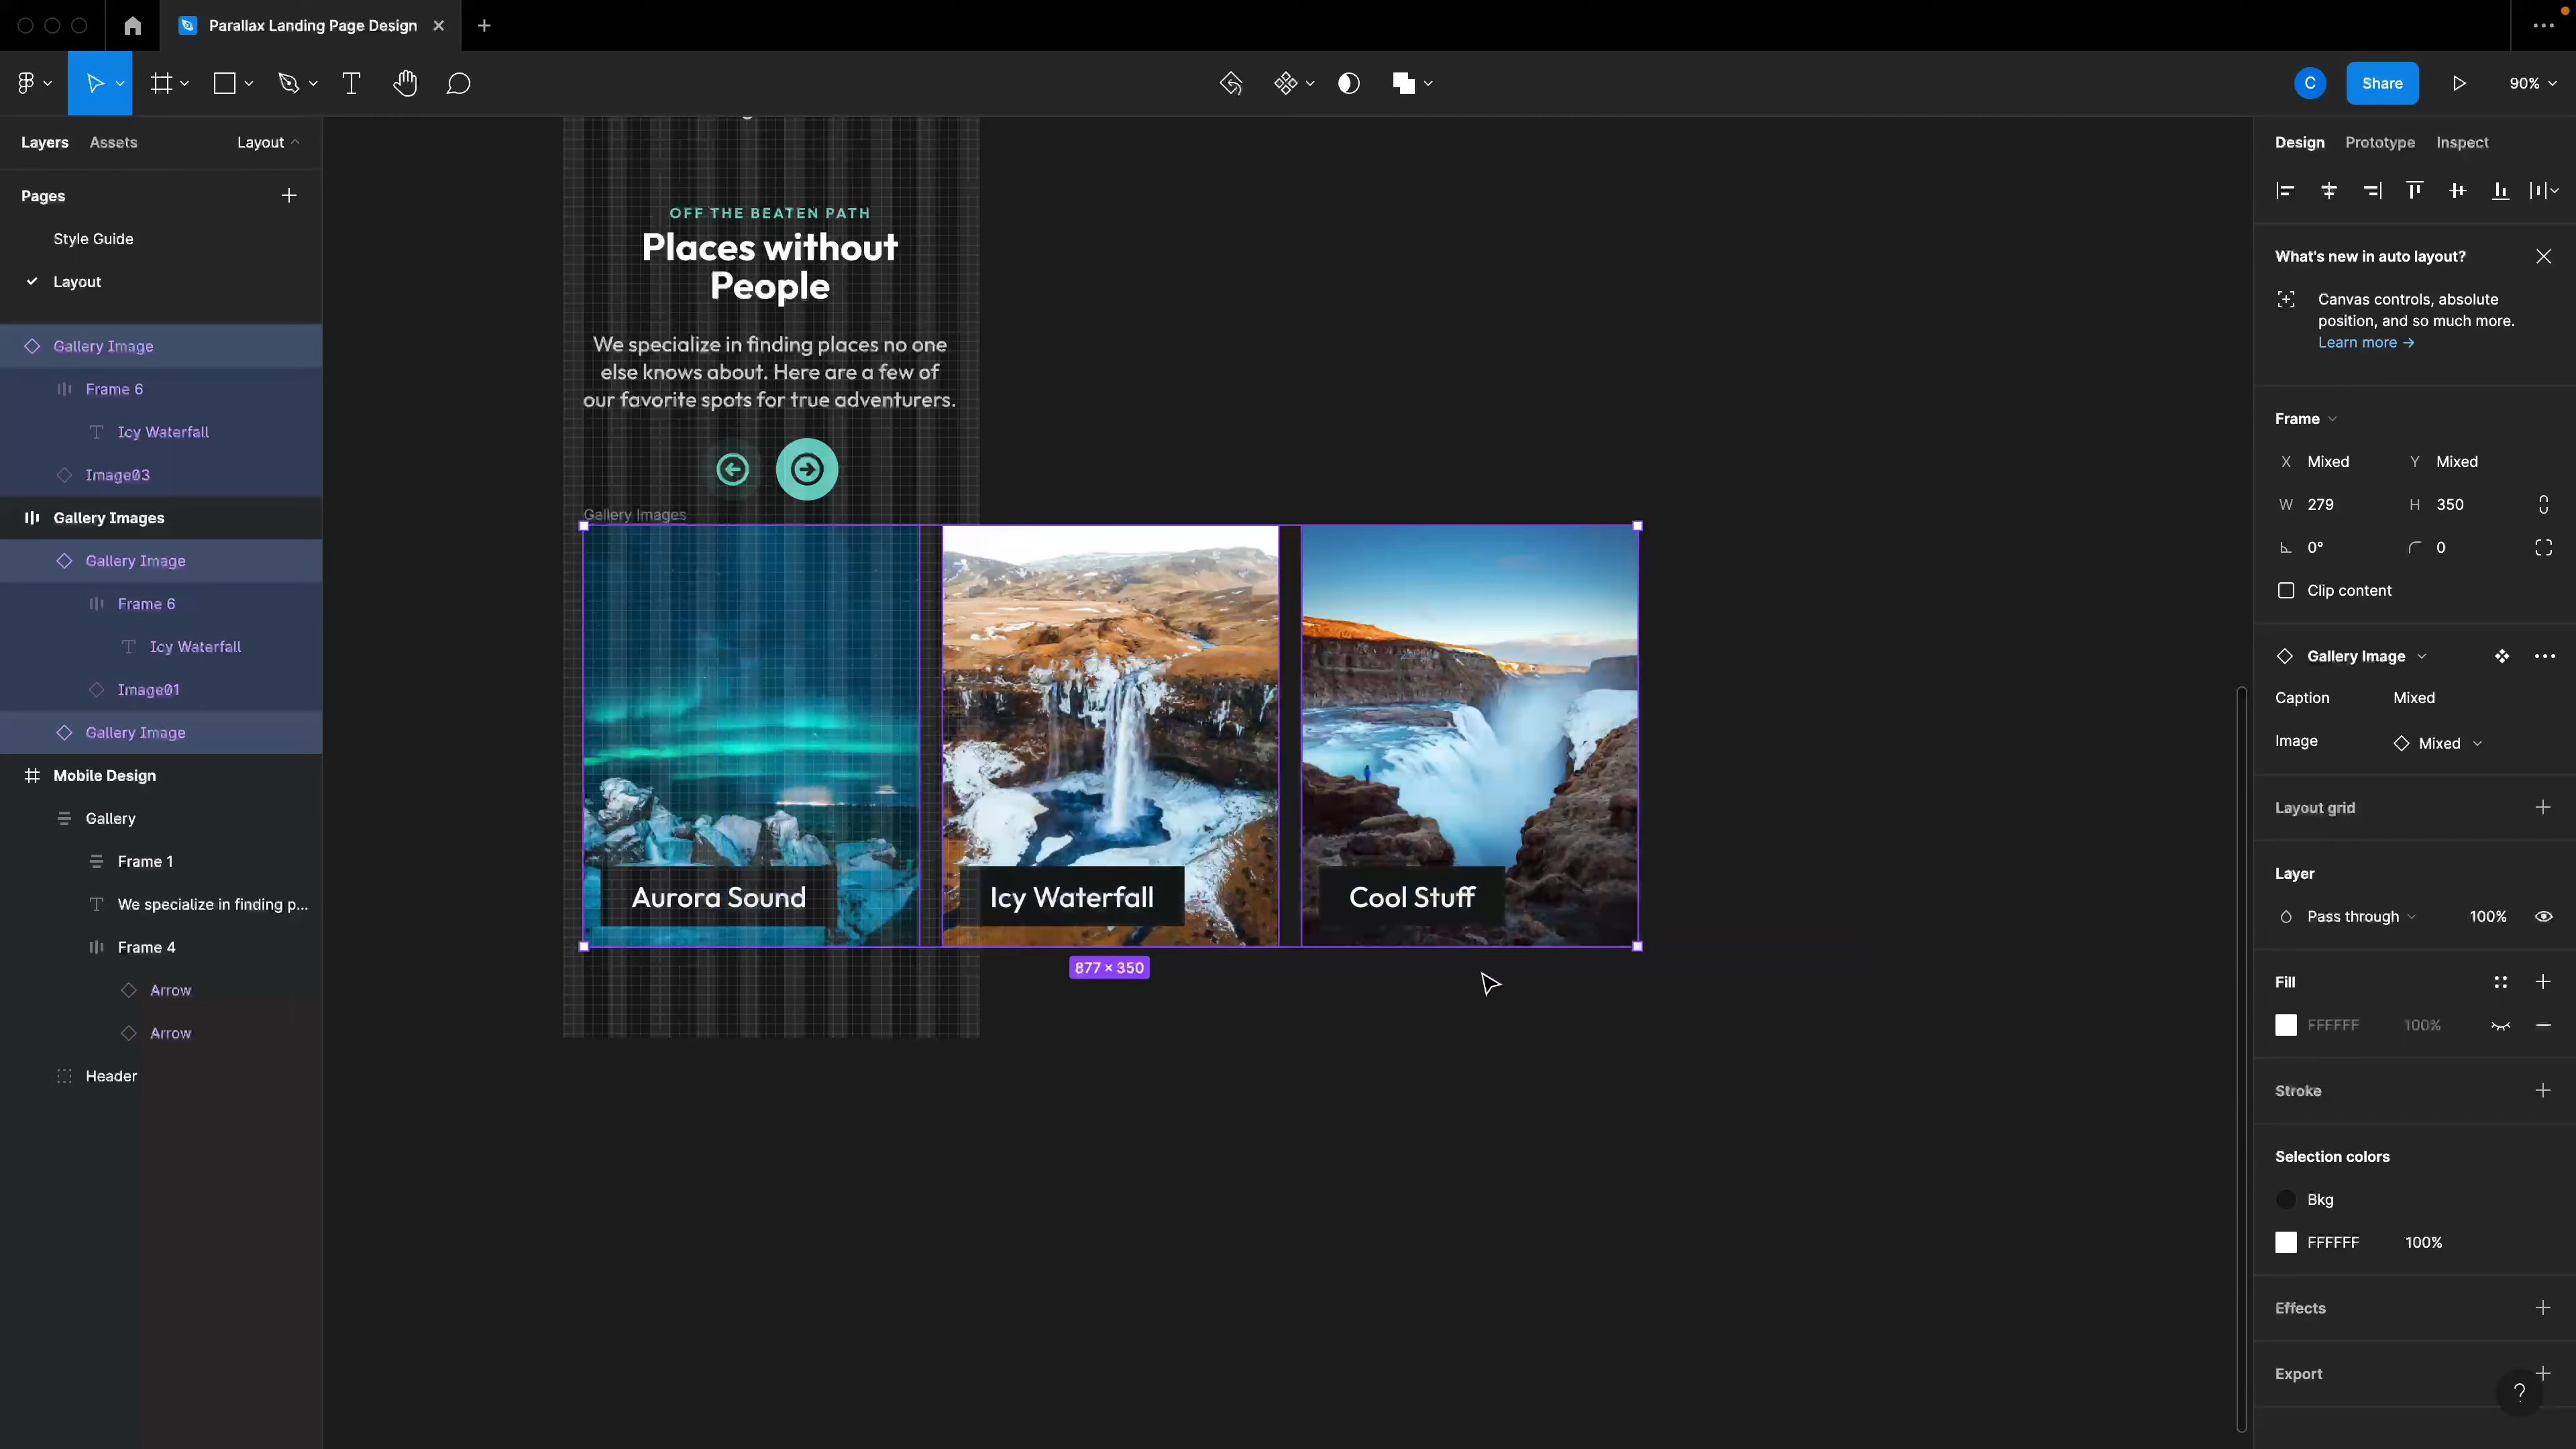 Parallax Landing Page Design
C
Share
90%
Layers
Assets
Layout
Pages
Style Guide
Layout
Gallery Image
Frame 6
Icy Waterfall
Image03
Gallery Images
Gallery Image
Frame 6
Icy Waterfall
Image01
Gallery Image
Mobile Design
Gallery
Frame 1
We specialize in finding p...
Frame 4
Arrow
Arrow
Header
OFF THE BEATEN PATH
Places without
People
We specialize in finding places no one
else knows about. Here are a few of
our favorite spots for true adventurers.
Gallery Images
Aurora Sound
Icy Waterfall
Cool Stuff
877 × 350
Design
Prototype
Inspect
What's new in auto layout?
Canvas controls, absolute
position, and so much more.
Learn more →
Frame
X Mixed
Y Mixed
W 279
H 350
0°
0
Clip content
Gallery Image
Caption
Mixed
Image
Mixed
Layout grid
Layer
Pass through
100%
Fill
FFFFFF
100%
Stroke
Selection colors
Bkg
FFFFFF
100%
Effects
Export
?